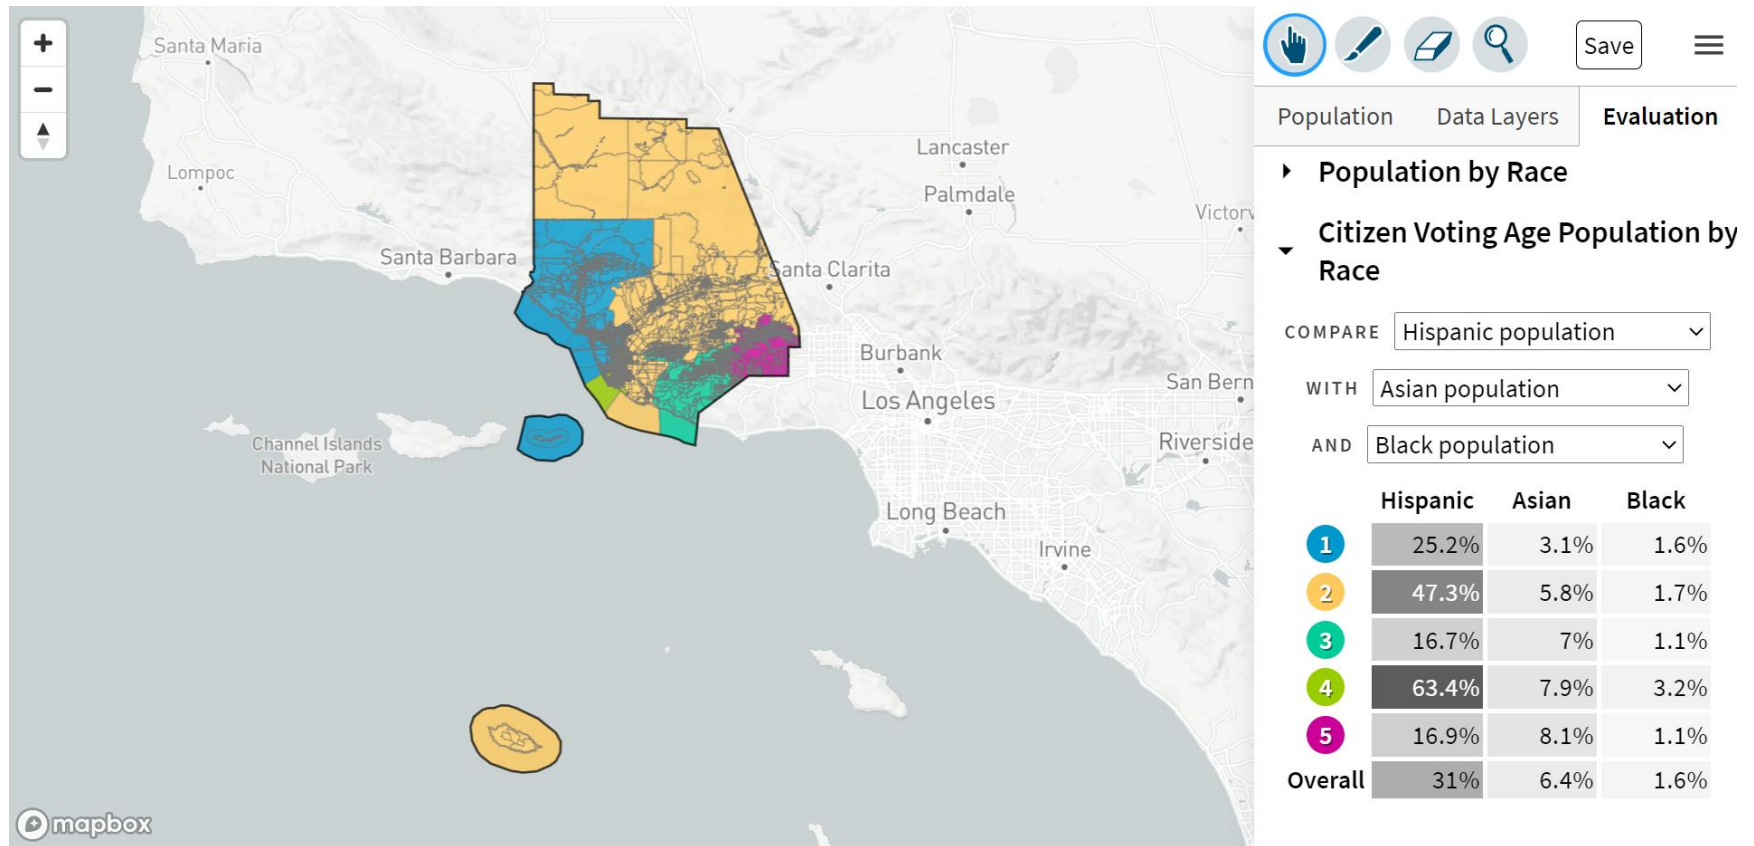 Santa Maria
Lompoc
Santa Barbara
Lancaster
Palmdale
Victorv
Santa Clarita
Burbank
Los Angeles
San Bern
Riverside
Channel Islands
National Park
Long Beach
Irvine
mapbox
Save
Population Data Layers Evaluation
Population by Race
Citizen Voting Age Population by
Race
COMPARE Hispanic population
WITH Asian population
AND Black population
Hispanic Asian Black
1 25.2% 3.1% 1.6%
2 47.3% 5.8% 1.7%
3 16.7% 7% 1.1%
4 63.4% 7.9% 3.2%
5 16.9% 8.1% 1.1%
Overall 31% 6.4% 1.6%